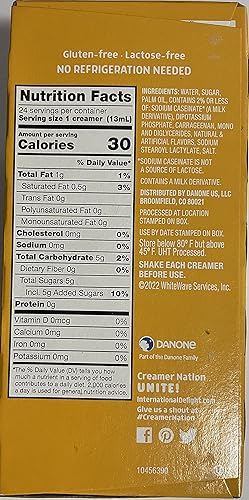 Gluten-free · Lactose-free
NO REFRIGERATION NEEDED
Nutrition Facts
24 servings per container
Serving size 1 creamer (13mL)
Amount per serving
Calories 30
% Daily Value*
Total Fat 1g 1%
Saturated Fat 0.5g 3%
Trans Fat 0g
Polyunsaturated Fat 0g
Monounsaturated Fat 0g
Cholesterol 0mg 0%
Sodium 0mg 0%
Total Carbohydrate 5g 2%
Dietary Fiber 0g 0%
Total Sugars 5g
Incl. 5g Added Sugars 10%
Protein 0g
Vitamin D 0mcg 0%
Calcium 0mg 0%
Iron 0mg 0%
Potassium 0mg 0%
*The % Daily Value (DV) tells you how
much a nutrient in a serving of food
contributes to a daily diet. 2,000 calories
a day is used for general nutrition advice.
INGREDIENTS: WATER, SUGAR,
PALM OIL, CONTAINS 2% OR LESS
OF: SODIUM CASEINATE* (A MILK
DERIVATIVE), DIPOTASSIUM
PHOSPHATE, CARRAGEENAN, MONO
AND DIGLYCERIDES, NATURAL &
ARTIFICIAL FLAVORS, SODIUM
STEAROYL LACTYLATE, SALT.
*SODIUM CASEINATE IS NOT
A SOURCE OF LACTOSE.
CONTAINS A MILK DERIVATIVE.
DISTRIBUTED BY DANONE US, LLC
BROOMFIELD, CO 80021
PROCESSED AT LOCATION
STAMPED ON BOX.
USE BY DATE STAMPED ON BOX.
Store below 80° F but above
45° F. UHT Processed.
SHAKE EACH CREAMER
BEFORE USE.
©2022 WhiteWave Services, Inc.
DANONE
Part of the Danone Family
Creamer Nation
UNITE!
InternationalDelight.com
Give us a shout at
#CreamerNation
10456390